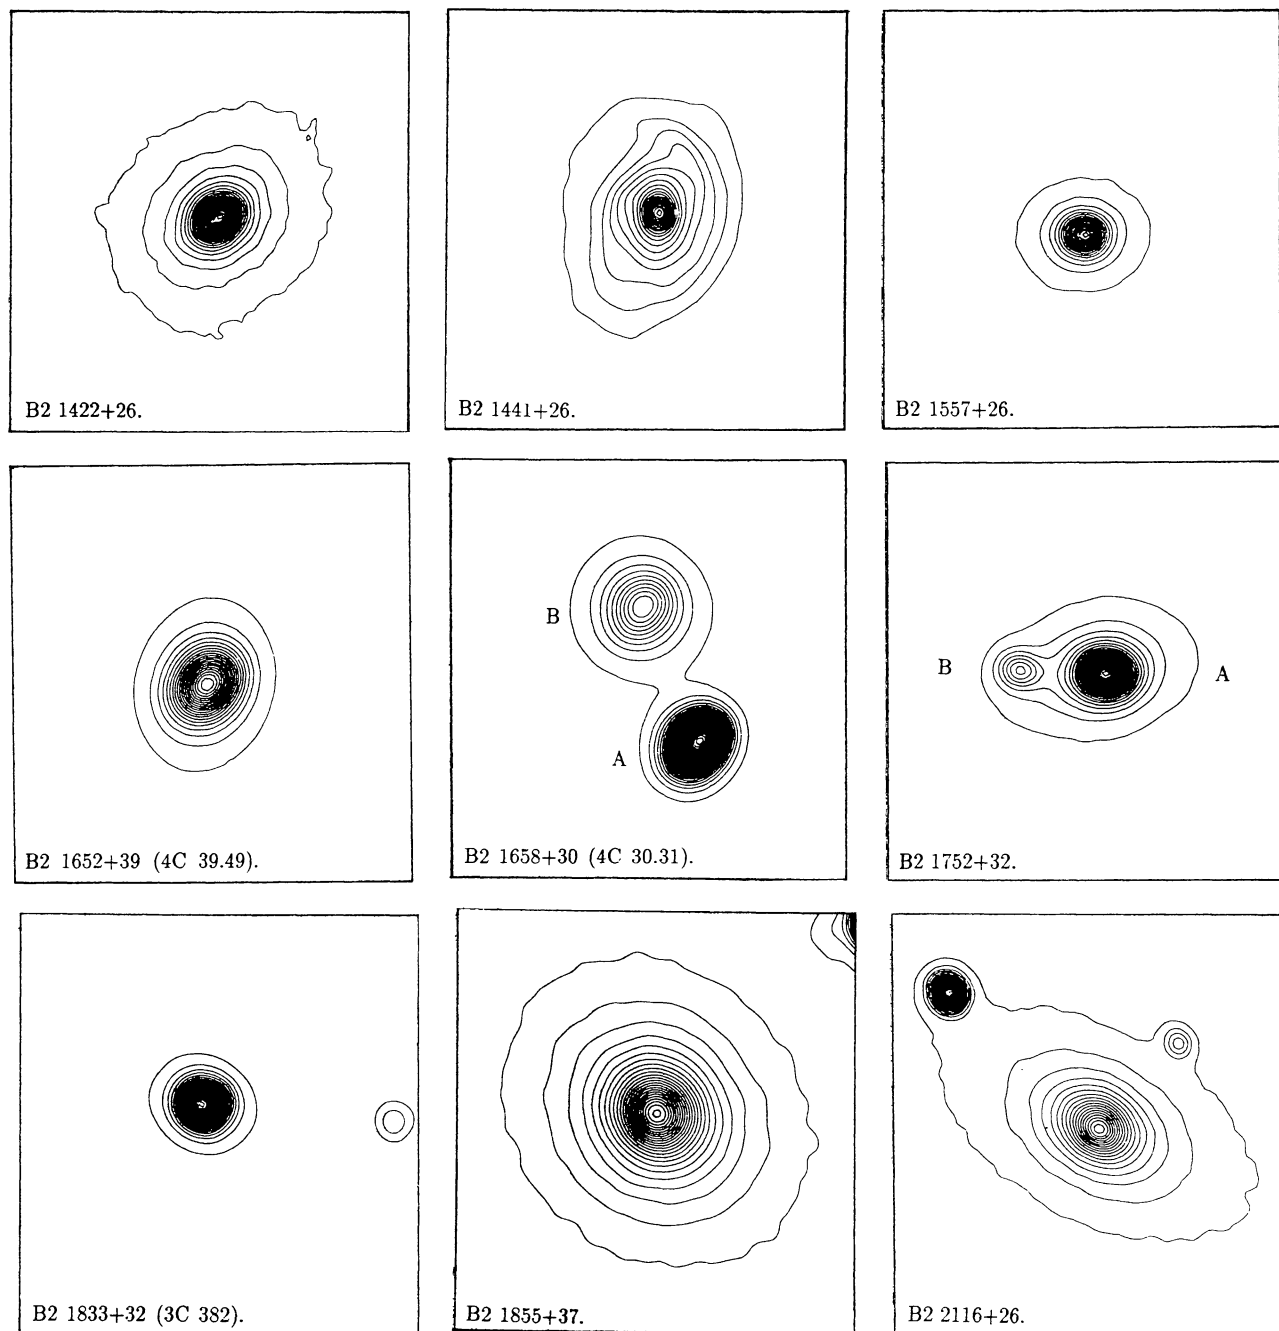 B2 1422+26.
B2 1441+26.
B2 1557+26.
B
A
B
A
B2 1652+39 (4C 39.49).
B2 1658+30 (4C 30.31).
B2 1752+32.
B2 1833+32 (3C 382).
B2 1855+37.
B2 2116+26.